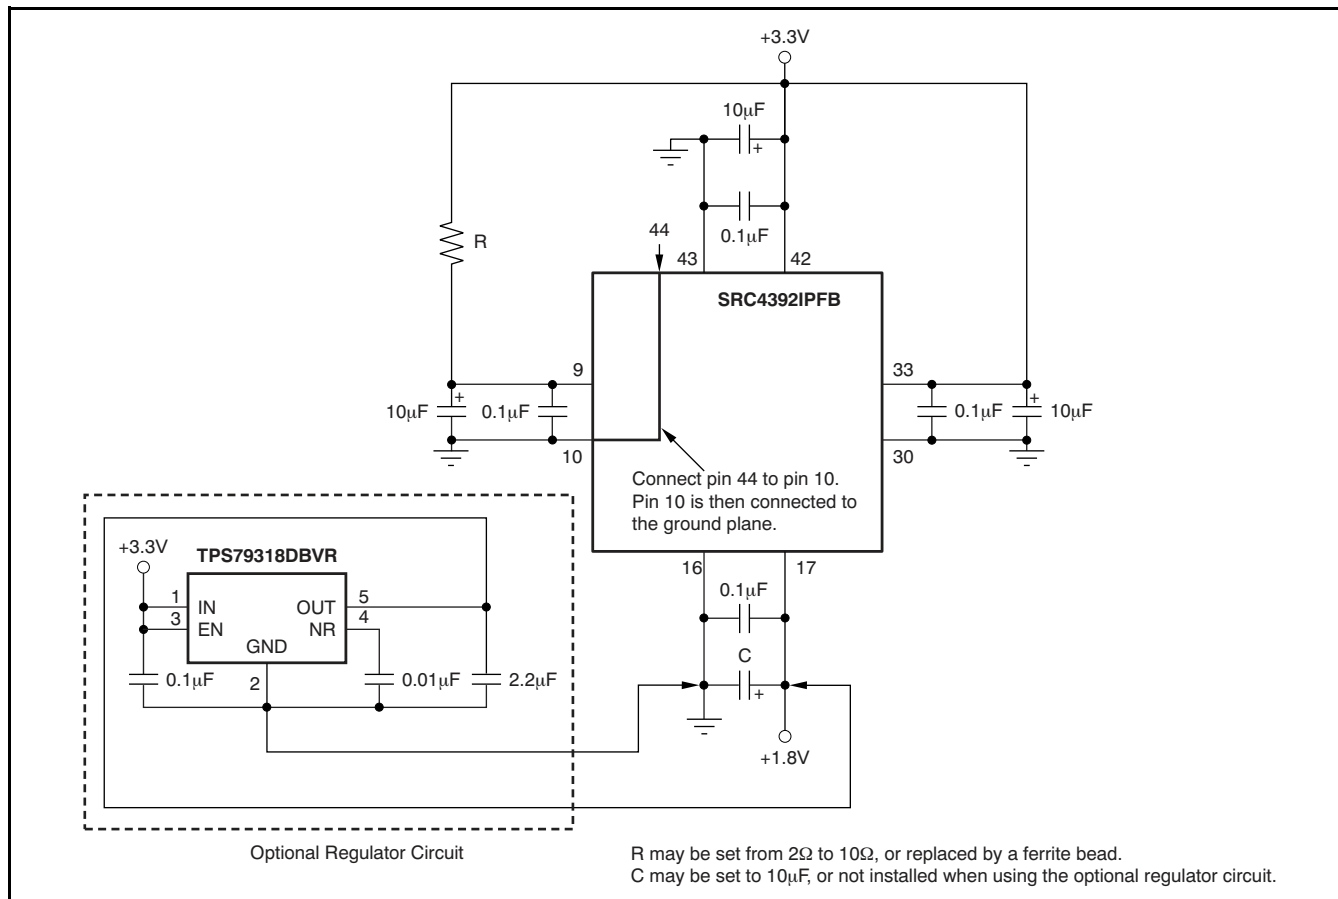 +3.3V
10μF
+
0.1μF
44
43
42
R
SRC4392IPFB
9
33
10μF
+
0.1μF
0.1μF
+
10μF
10
30
Connect pin 44 to pin 10.
Pin 10 is then connected to
the ground plane.
16
17
0.1μF
C
+
+1.8V
+3.3V
TPS79318DBVR
1
IN
OUT
5
3
EN
NR
4
GND
2
0.1μF
0.01μF
2.2μF
Optional Regulator Circuit
R may be set from 2Ω to 10Ω, or replaced by a ferrite bead.
C may be set to 10μF, or not installed when using the optional regulator circuit.